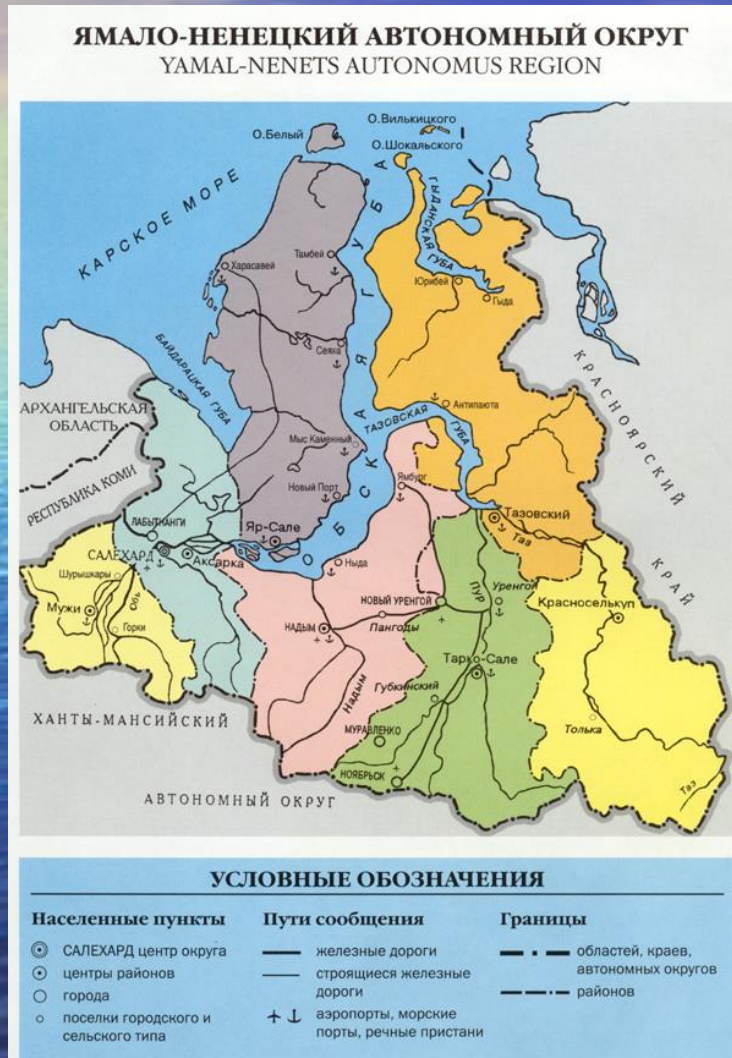 ЯМАЛО-НЕНЕЦКИЙ АВТОНОМНЫЙ ОКРУГ
YAMAL-NENETS AUTONOMUS REGION
О.Вилькицкого
О.Белый
О.Шокальского
КАРСКОЕ МОРЕ
ГЫДАНСКАЯ ГУБА
Тамбей
Харасавей
Юрибей
Гыда
Сеяха
БАЙДАРАЦКАЯ ГУБА
ОБСКАЯ ГУБА
КРАСНОЯРСКИЙ
КРАЙ
АРХАНГЕЛЬСКАЯ
ОБЛАСТЬ
Антипаюта
ТАЗОВСКАЯ
ГУБА
Мыс Каменный
РЕСПУБЛИКА КОМИ
Новый Порт
Ямбург
ЛАБЫТНАНГИ
Яр-Сале
Тазовский
Таз
САЛЕХАРД
Аксарка
Ныда
Шурышкары
Обь
Мужи
Горки
НОВЫЙ УРЕНГОЙ
ПУР
Уренгой
Красноселькуп
НАДЫМ
Пангоды
Тарко-Сале
Надым
Губкинский
ХАНТЫ-МАНСИЙСКИЙ
МУРАВЛЕНКО
Толька
НОЯБРЬСК
Таз
АВТОНОМНЫЙ ОКРУГ
УСЛОВНЫЕ ОБОЗНАЧЕНИЯ
Населенные пункты
САЛЕХАРД центр округа
центры районов
города
поселки городского и
сельского типа
Пути сообщения
железные дороги
строящиеся железные
дороги
аэропорты, морские
порты, речные пристани
Границы
областей, краев,
автономных округов
районов